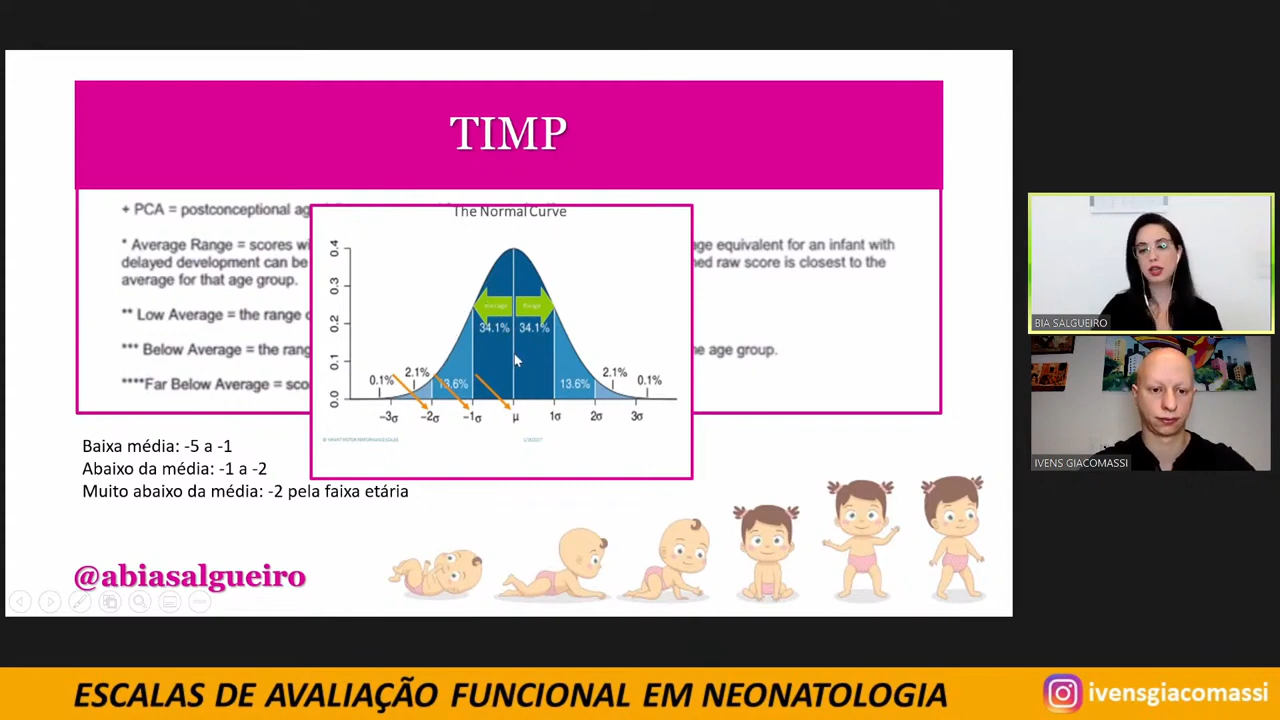 TIMP
+ PCA = postconceptional ag
* Average Range = scores wi
ge equivalent for an infant with
delayed development can be
ed raw score is closest to the
average for that age group.
** Low Average = the range
*** Below Average = the rang
e age group.
****Far Below Average = sco
The Normal Curve
0.4
0.3
0.2
0.1
0.0
34.1% 34.1%
0.1% 2.1% 13.6% 13.6% 2.1% 0.1%
−3σ −2σ −1σ μ 1σ 2σ 3σ
Baixa média: -5 a -1
Abaixo da média: -1 a -2
Muito abaixo da média: -2 pela faixa etária
@abiasalgueiro
BIA SALGUEIRO
IVENS GIACOMASSI
ESCALAS DE AVALIAÇÃO FUNCIONAL EM NEONATOLOGIA
ivensgiacomassi